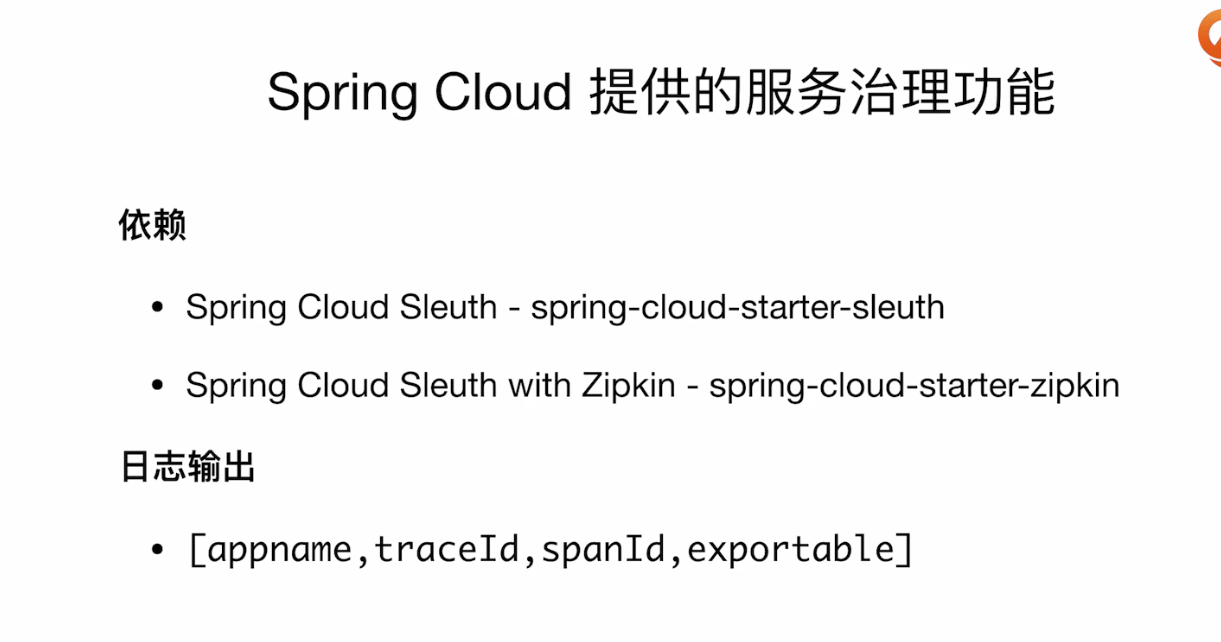 Spring Cloud 提供的服务治理功能
依赖
• Spring Cloud Sleuth - spring-cloud-starter-sleuth
• Spring Cloud Sleuth with Zipkin - spring-cloud-starter-zipkin
日志输出
• [appname,traceId,spanId,exportable]